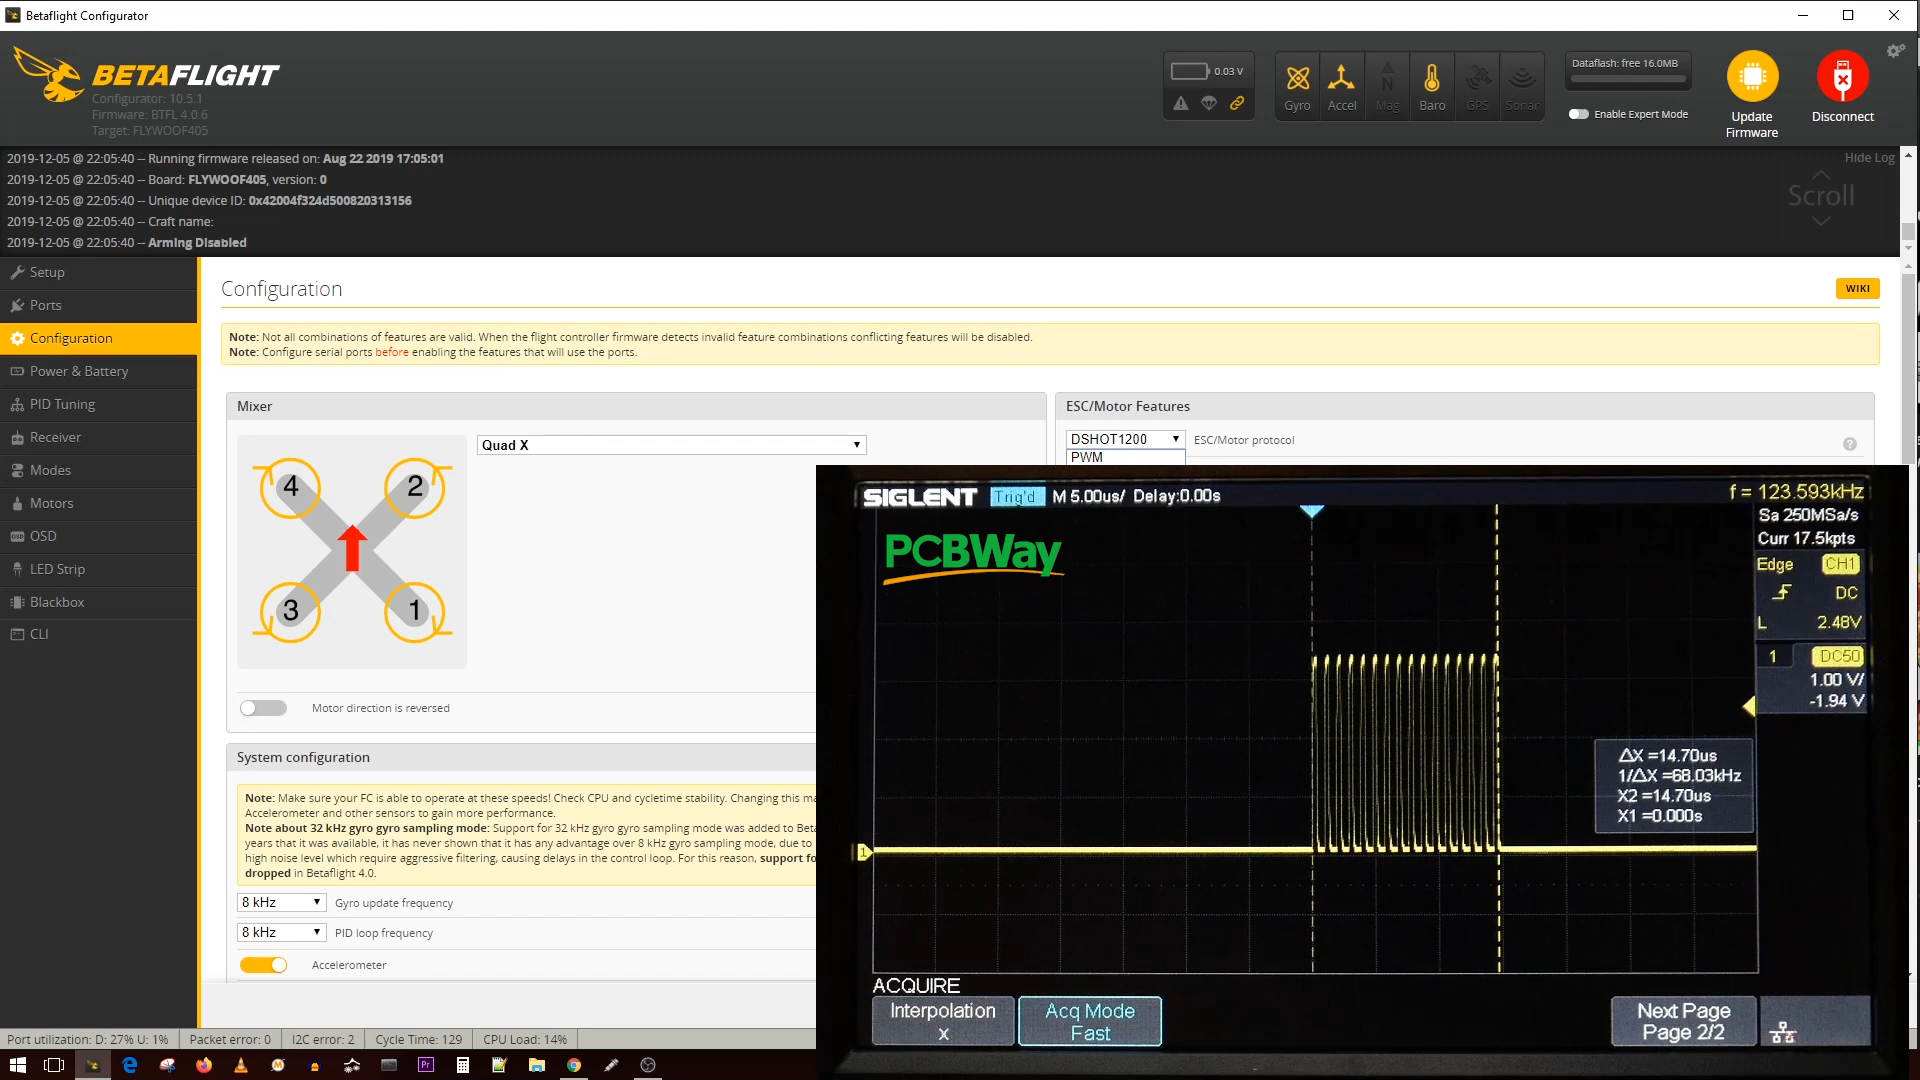 Betaflight Configurator
BETAFLIGHT
Configurator: 10.5.1
Firmware: BTFL 4.0.6
Target: FLYWOOF405
0.03 V
Gyro
Accel
Mag
Baro
GPS
Sonar
Dataflash: free 16.0MB
Enable Expert Mode
Update
Firmware
Disconnect
2019-12-05 @ 22:05:40 -- Running firmware released on: Aug 22 2019 17:05:01
2019-12-05 @ 22:05:40 -- Board: FLYWOOF405, version: 0
2019-12-05 @ 22:05:40 -- Unique device ID: 0x42004f324d500820313156
2019-12-05 @ 22:05:40 -- Craft name:
2019-12-05 @ 22:05:40 -- Arming Disabled
Hide Log
Scroll
Setup
Ports
Configuration
Power & Battery
PID Tuning
Receiver
Modes
Motors
OSD
LED Strip
Blackbox
CLI
Configuration
WIKI
Note: Not all combinations of features are valid. When the flight controller firmware detects invalid feature combinations conflicting features will be disabled.
Note: Configure serial ports before enabling the features that will use the ports.
Mixer
Quad X
4
2
3
1
Motor direction is reversed
ESC/Motor Features
DSHOT1200
ESC/Motor protocol
PWM
System configuration
Note: Make sure your FC is able to operate at these speeds! Check CPU and cycletime stability. Changing this ma
Accelerometer and other sensors to gain more performance.
Note about 32 kHz gyro gyro sampling mode: Support for 32 kHz gyro gyro sampling mode was added to Beta
years that it was available, it has never shown that it has any advantage over 8 kHz gyro sampling mode, due to
high noise level which require aggressive filtering, causing delays in the control loop. For this reason, support fo
dropped in Betaflight 4.0.
8 kHz
Gyro update frequency
8 kHz
PID loop frequency
Accelerometer
SIGLENT
Trig'd
M 5.00us/ Delay:0.00s
f = 123.593kHz
Sa 250MSa/s
Curr 17.5kpts
Edge
CH1
DC
L
2.48V
1
DC50
1.00 V/
-1.94 V
PCBWay
1
ΔX =14.70us
1/ΔX =68.03kHz
X2 =14.70us
X1 =0.000s
ACQUIRE
Interpolation
x
Acq Mode
Fast
Next Page
Page 2/2
Port utilization: D: 27% U: 1%
Packet error: 0
I2C error: 2
Cycle Time: 129
CPU Load: 14%
Pr